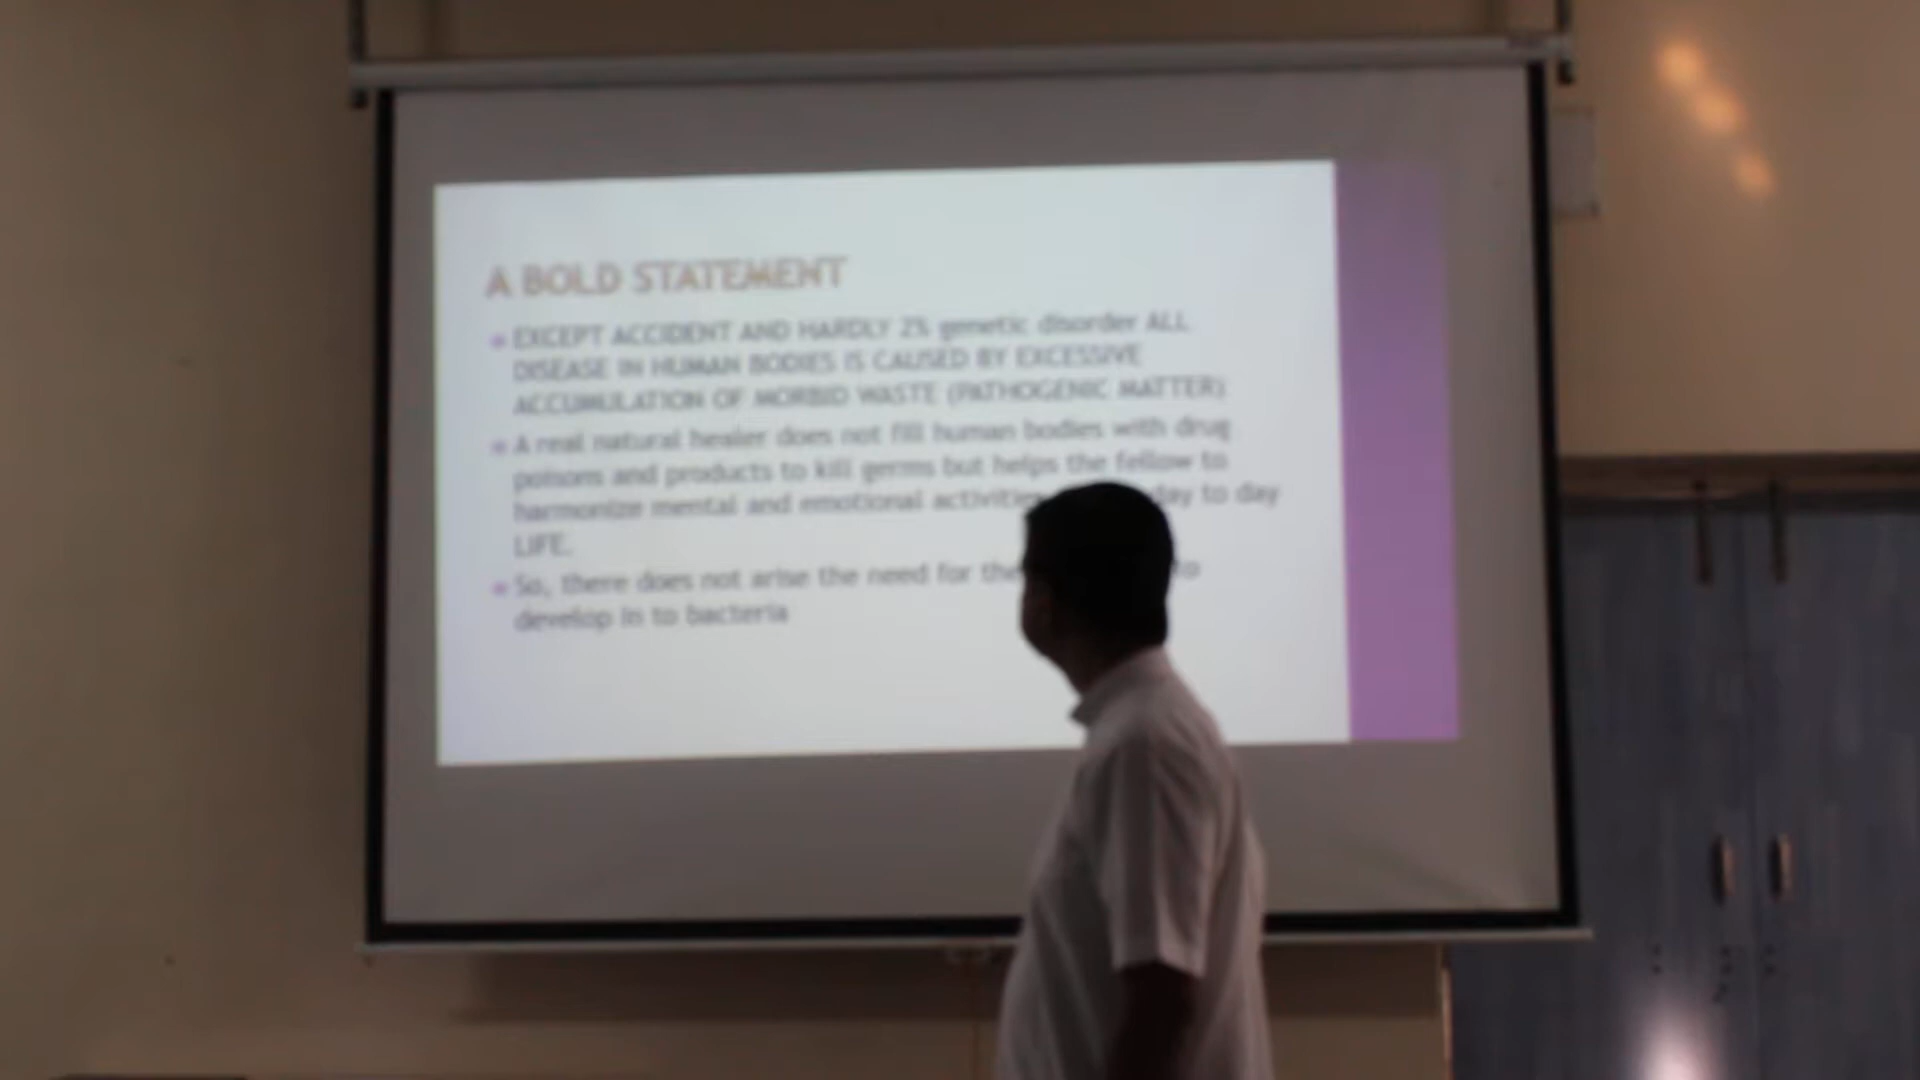 A BOLD STATEMENT
EXCEPT ACCIDENT AND HARDLY 2% genetic disorder ALL
DISEASE IN HUMAN BODIES IS CAUSED BY EXCESSIVE
ACCUMULATION OF MORBID WASTE (PATHOGENIC MATTER)
A real natural healer does not fill human bodies with drug
poisons and products to kill germs but helps the fellow to
harmonize mental and emotional activities day to day
LIFE.
So, there does not arise the need for the to
develop in to bacteria